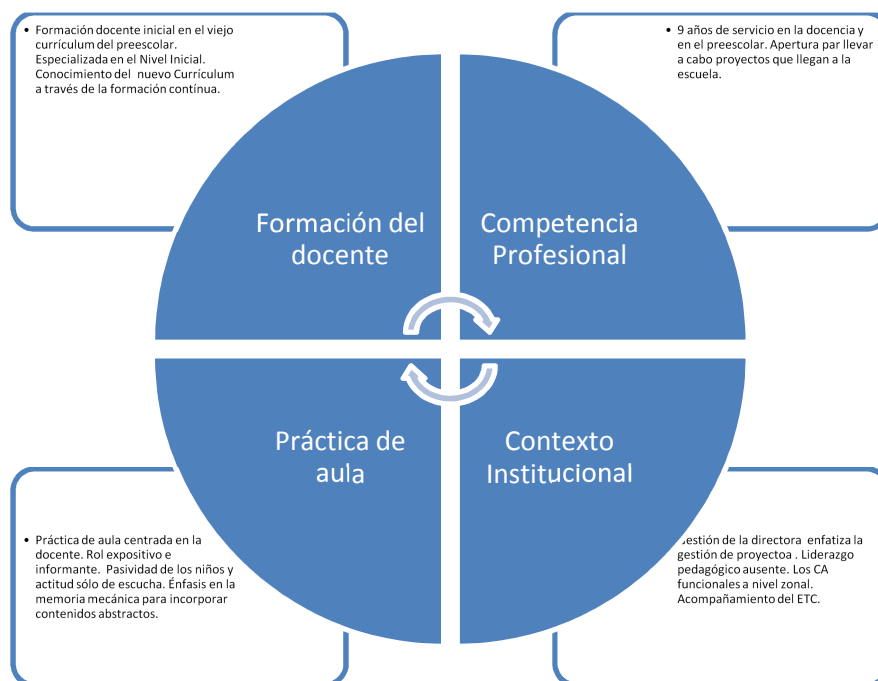 • Formación docente inicial en el viejo
currículum del preescolar.
Especializada en el Nivel Inicial.
Conocimiento del nuevo Currículum
a través de la formación contínua.
• 9 años de servicio en la docencia y
en el preescolar. Apertura par llevar
a cabo proyectos que llegan a la
escuela.
Formación del
docente
Competencia
Profesional
Práctica de
aula
Contexto
Institucional
• Práctica de aula centrada en la
docente. Rol expositivo e
informante. Pasividad de los niños y
actitud sólo de escucha. Énfasis en la
memoria mecánica para incorporar
contenidos abstractos.
directora enfatiza la
gestión de proyectoa . Liderazgo
pedagógico ausente. Los CA
funcionales a nivel zonal.
Acompañamiento del ETC.